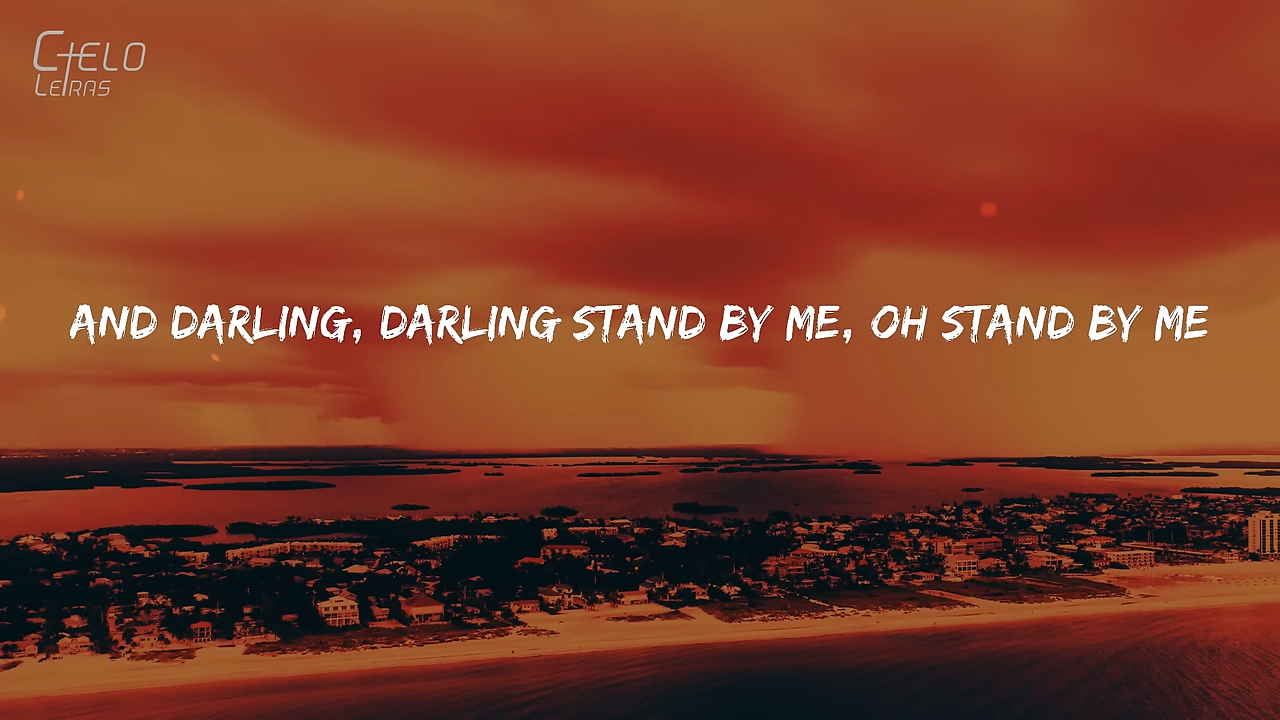 CIELO
LETRAS
AND DARLING, DARLING STAND BY ME, OH STAND BY ME